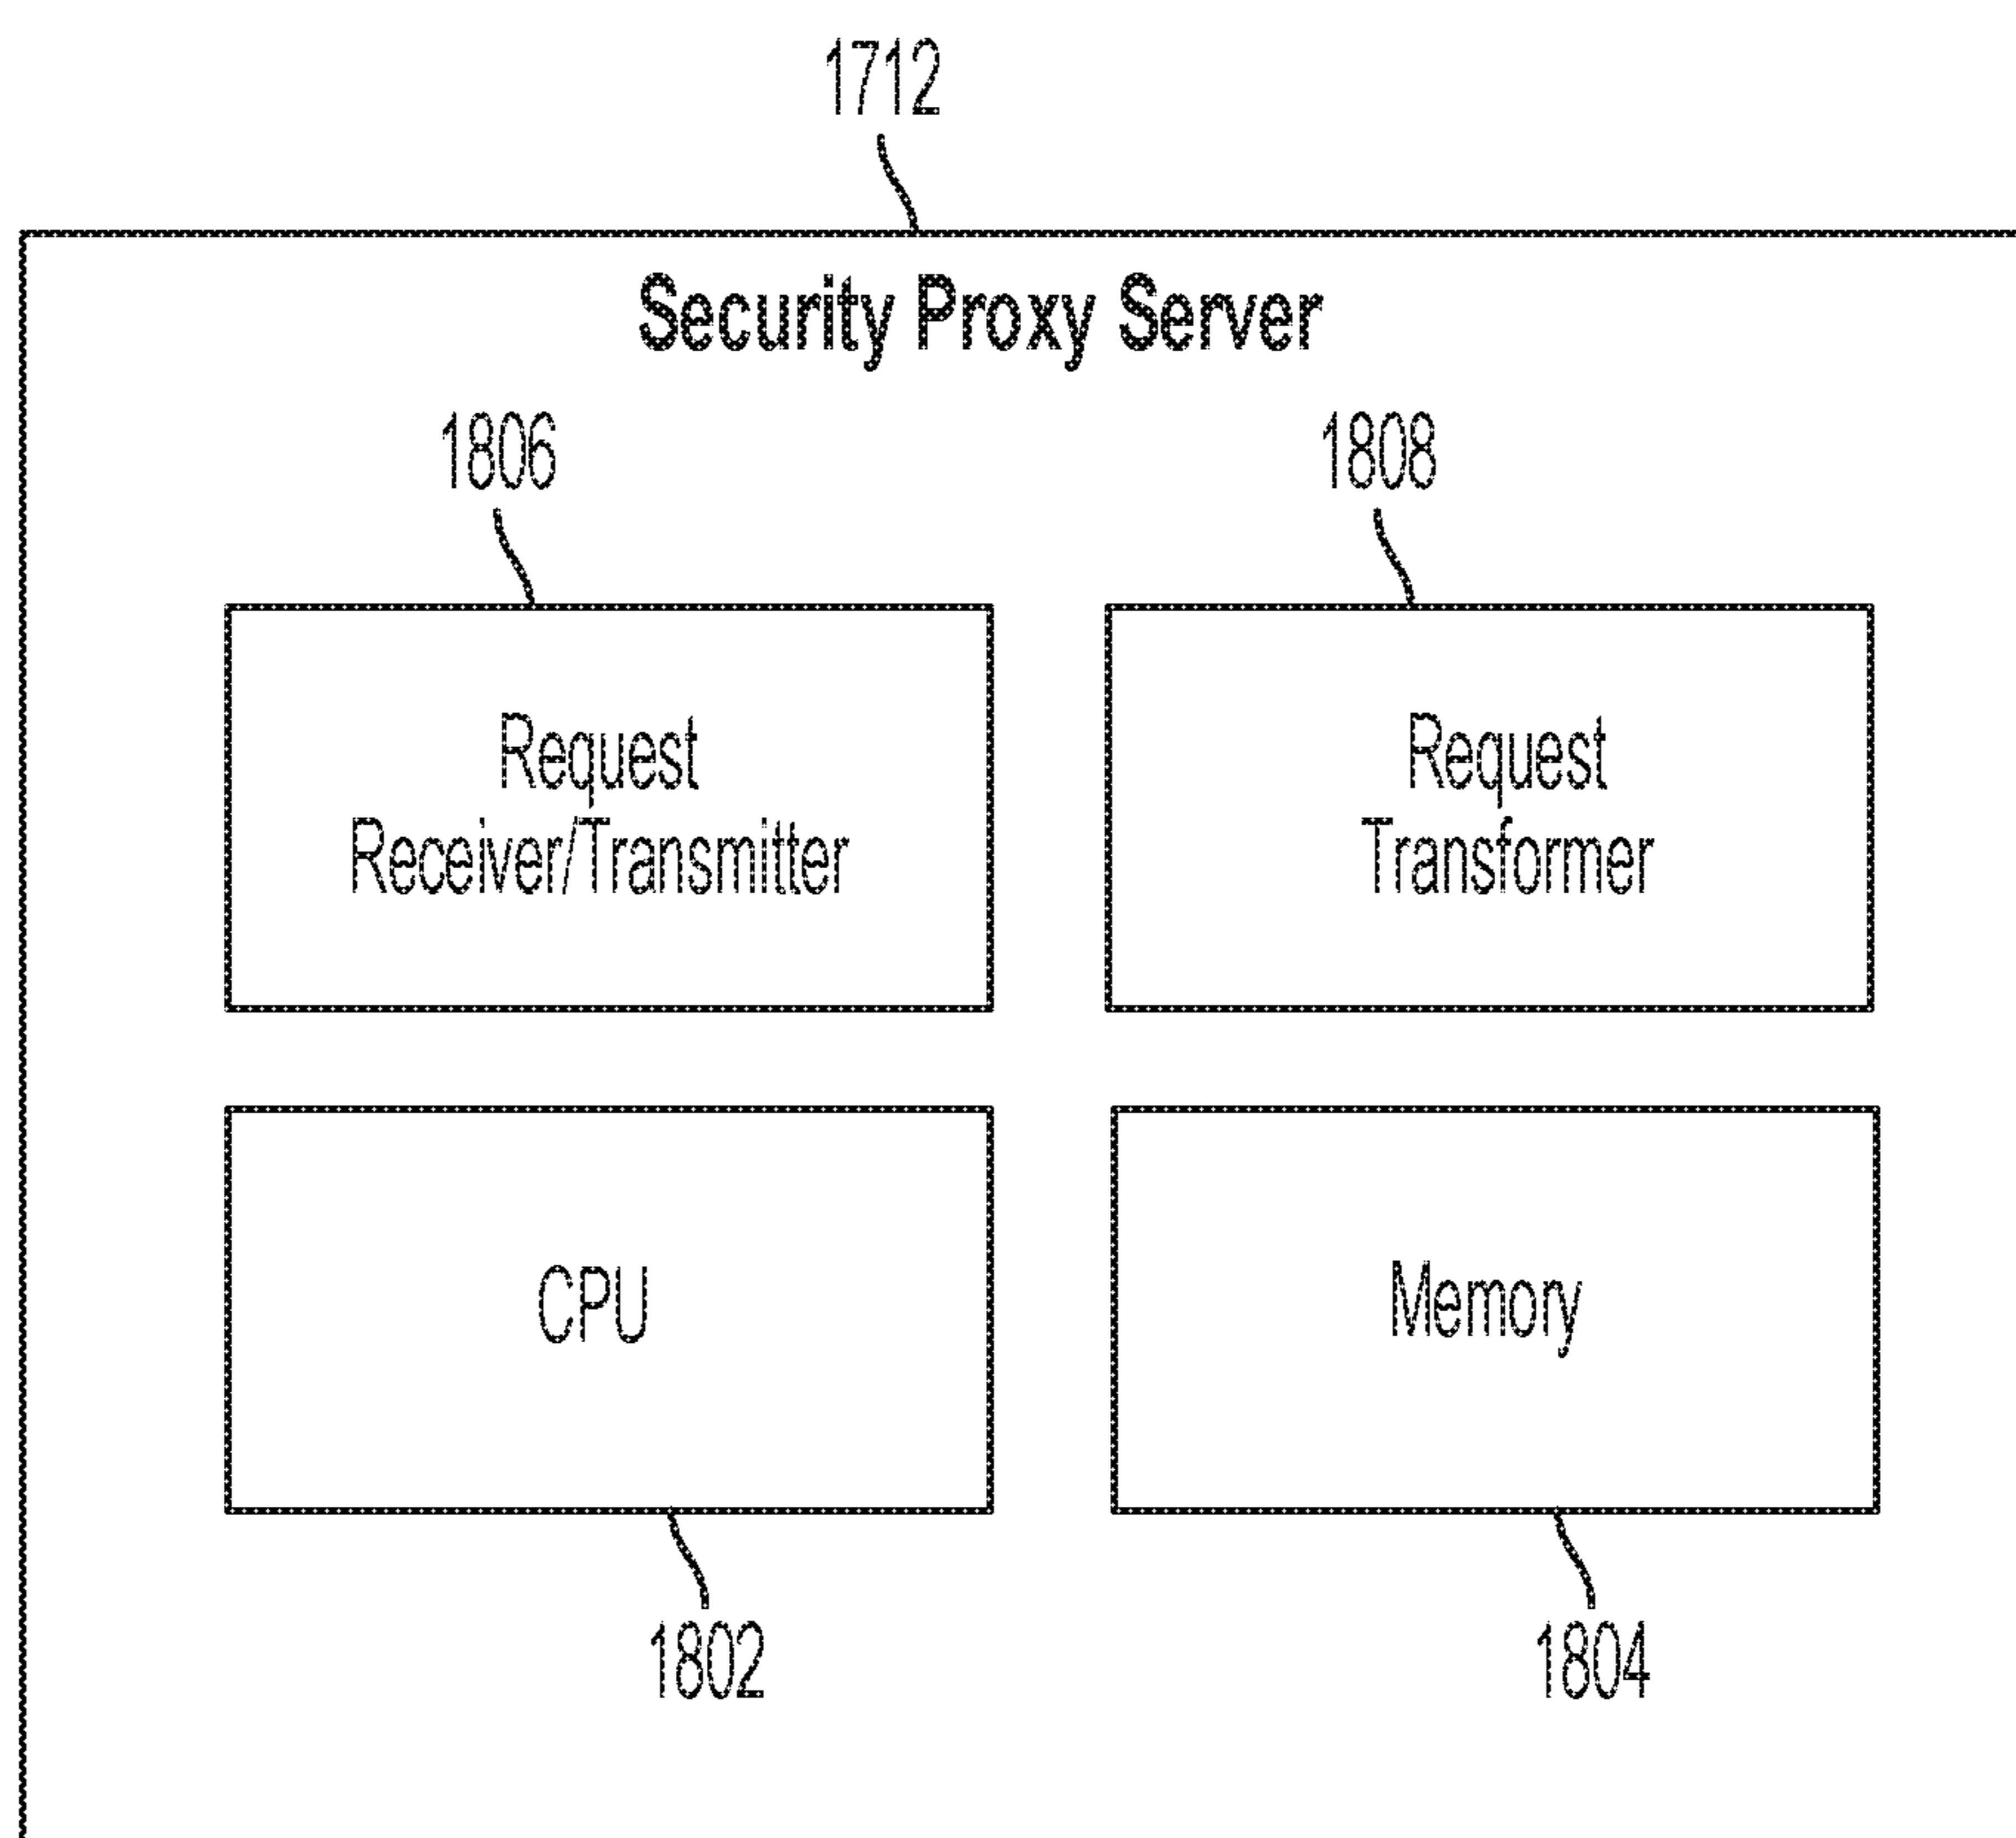 1712
Security Proxy Server
1806
1808
Request
Receiver/Transmitter
Request
Transformer
CPU
Memory
1802
1804